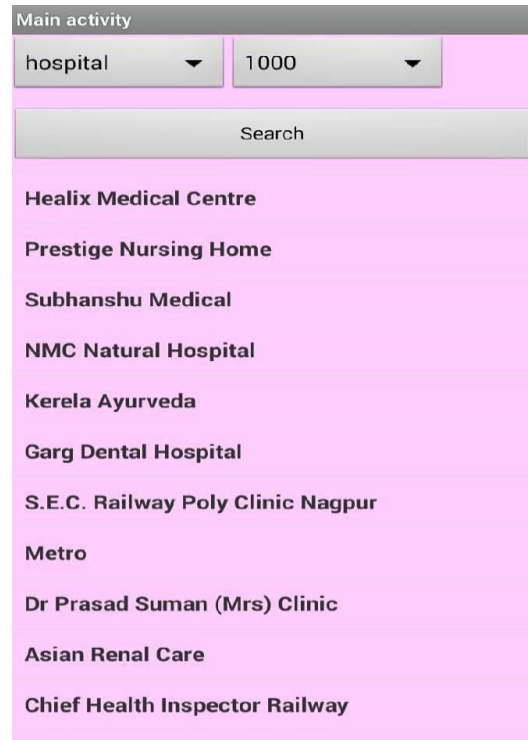 Main activity
hospital 1000
Search
Healix Medical Centre
Prestige Nursing Home
Subhanshu Medical
NMC Natural Hospital
Kerela Ayurveda
Garg Dental Hospital
S.E.C. Railway Poly Clinic Nagpur
Metro
Dr Prasad Suman (Mrs) Clinic
Asian Renal Care
Chief Health Inspector Railway